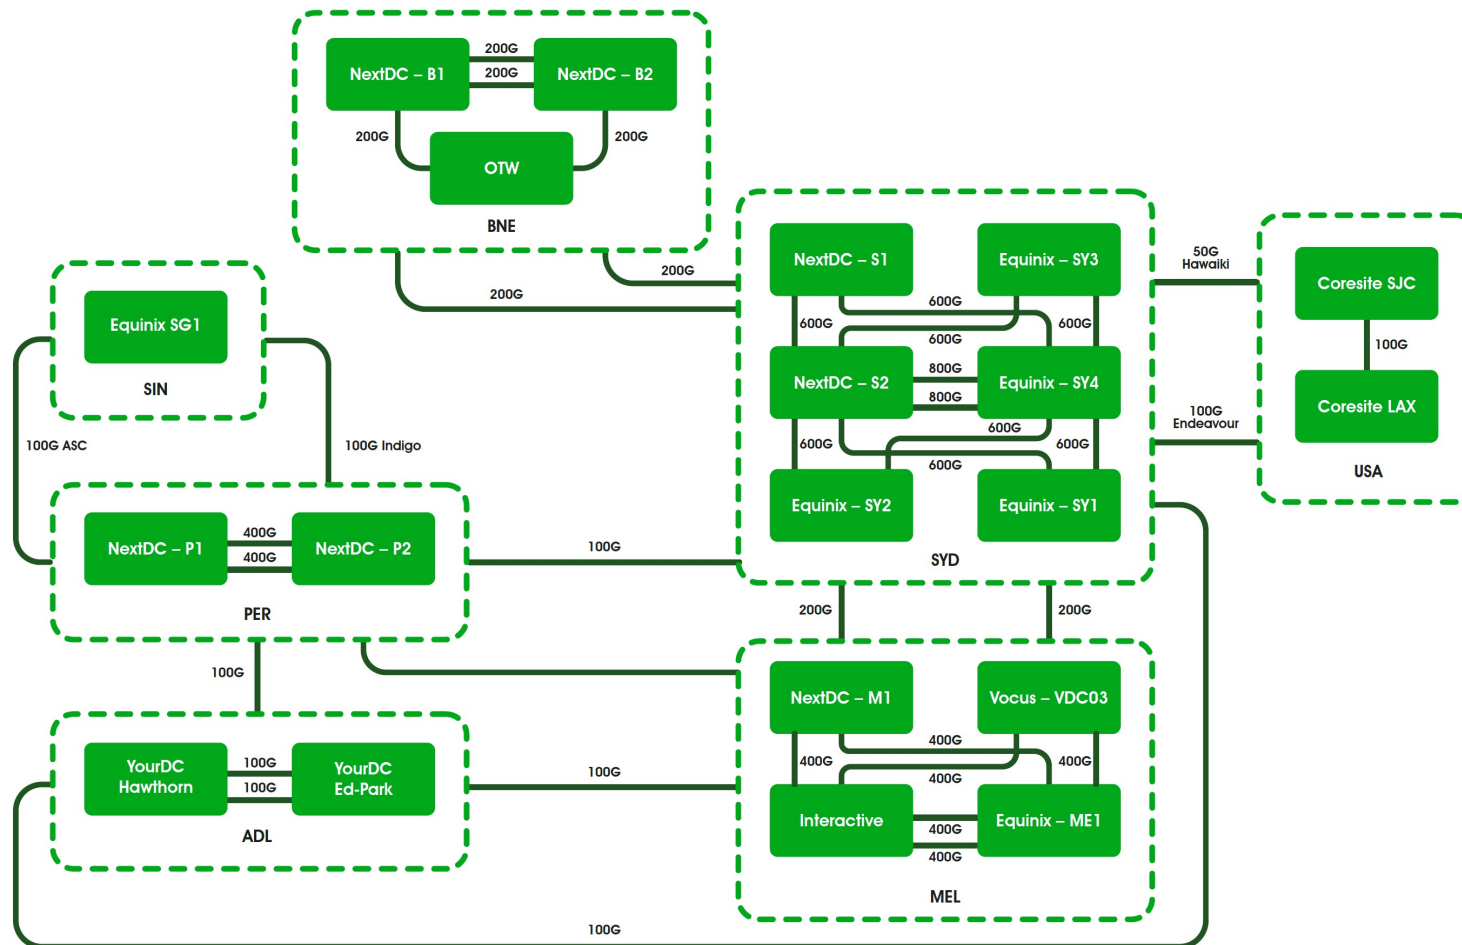 NextDC – B1
200G
200G
NextDC – B2
200G
200G
OTW
BNE
200G
200G
Equinix SG1
SIN
100G ASC
100G Indigo
NextDC – S1
Equinix – SY3
600G
600G
600G
600G
NextDC – S2
800G
800G
Equinix – SY4
600G
600G
600G
600G
Equinix – SY2
Equinix – SY1
SYD
50G
Hawaiki
100G
Endeavour
Coresite SJC
100G
Coresite LAX
USA
NextDC – P1
400G
400G
NextDC – P2
PER
100G
100G
200G
200G
YourDC
Hawthorn
100G
100G
YourDC
Ed-Park
ADL
100G
NextDC – M1
Vocus – VDC03
400G
400G
400G
400G
Interactive
400G
400G
Equinix – ME1
MEL
100G